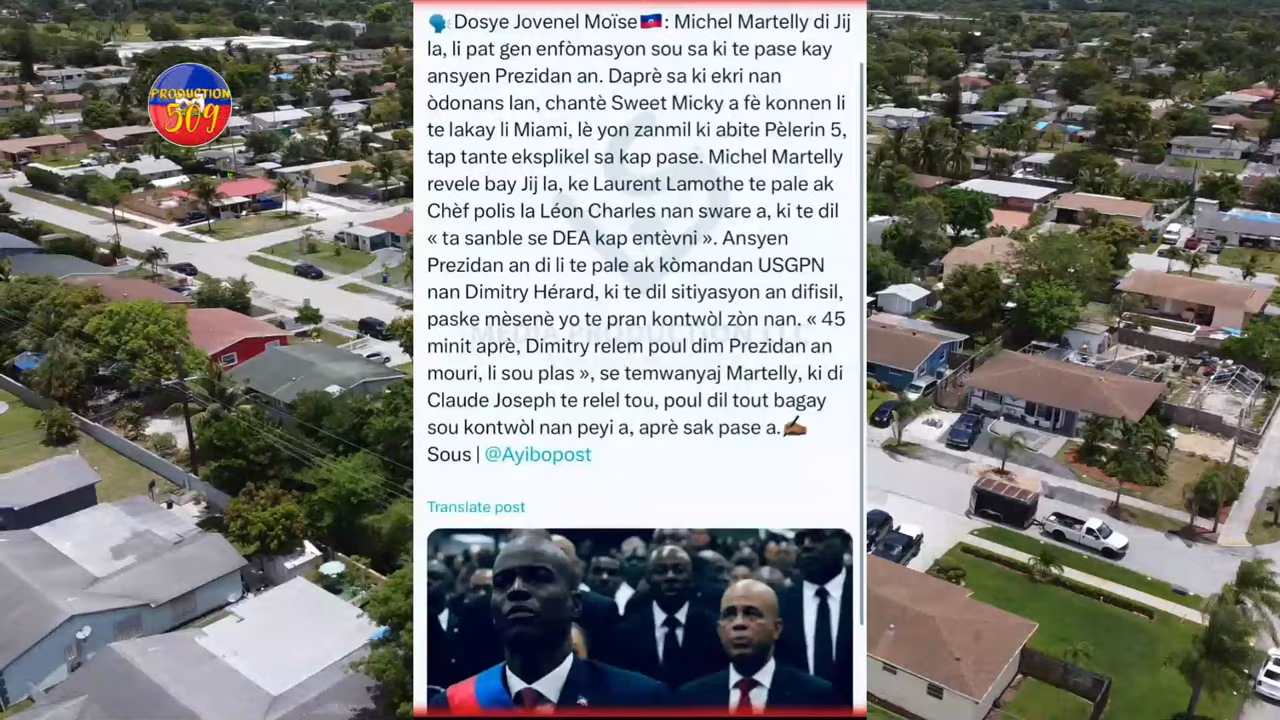 PRODUCTION
509
🗣️Dosye Jovenel Moïse🇭🇹: Michel Martelly di Jij
la, li pat gen enfòmasyon sou sa ki te pase kay
ansyen Prezidan an. Daprè sa ki ekri nan
òdonans lan, chantè Sweet Micky a fè konnen li
te lakay li Miami, lè yon zanmil ki abite Pèlerin 5,
tap tante eksplikel sa kap pase. Michel Martelly
revele bay Jij la, ke Laurent Lamothe te pale ak
Chèf polis la Léon Charles nan sware a, ki te dil
« ta sanble se DEA kap entèvni ». Ansyen
Prezidan an di li te pale ak kòmandan USGPN
nan Dimitry Hérard, ki te dil sitiyasyon an difisil,
paske mèsenè yo te pran kontwòl zòn nan. « 45
minit apre, Dimitry relem poul dim Prezidan an
mouri, li sou plas », se temwanyaj Martelly, ki di
Claude Joseph te relel tou, poul dil tout bagay
sou kontwòl nan peyi a, aprè sak pase a.✍🏾
Sous | @Ayibopost
Translate post